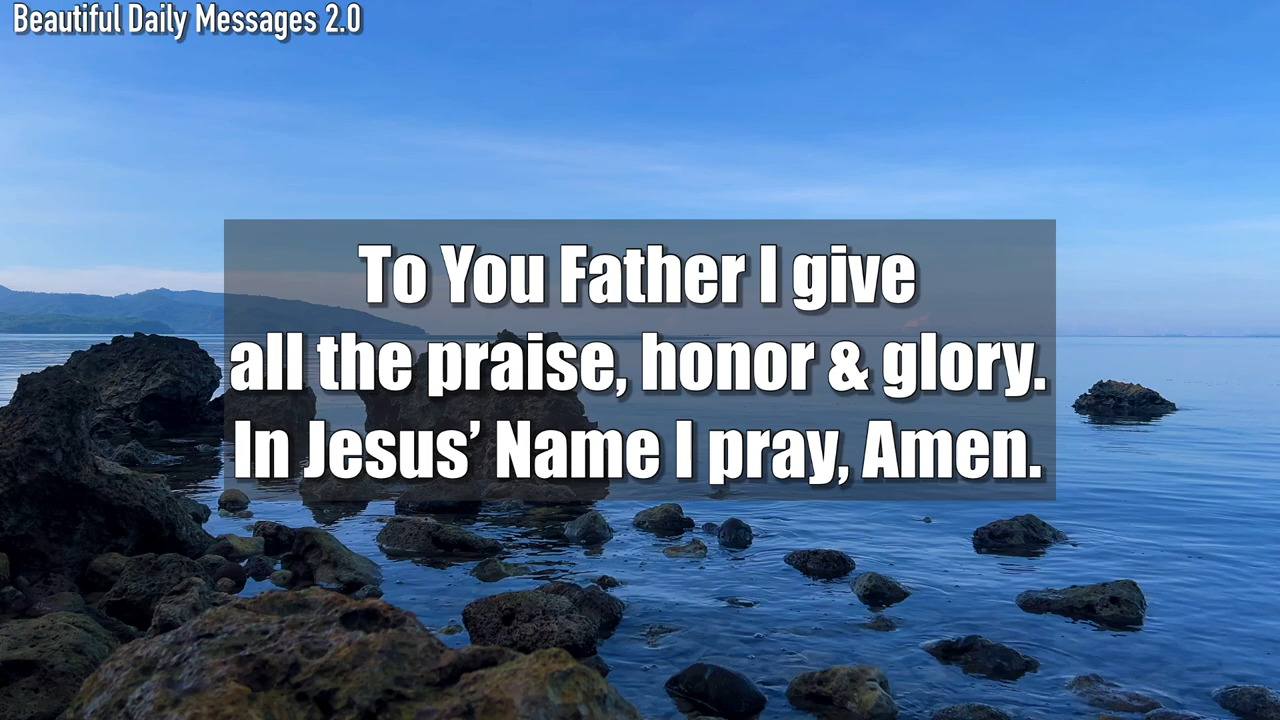 Beautiful Daily Messages 2.0
To You Father I give
all the praise, honor & glory.
In Jesus’ Name I pray, Amen.